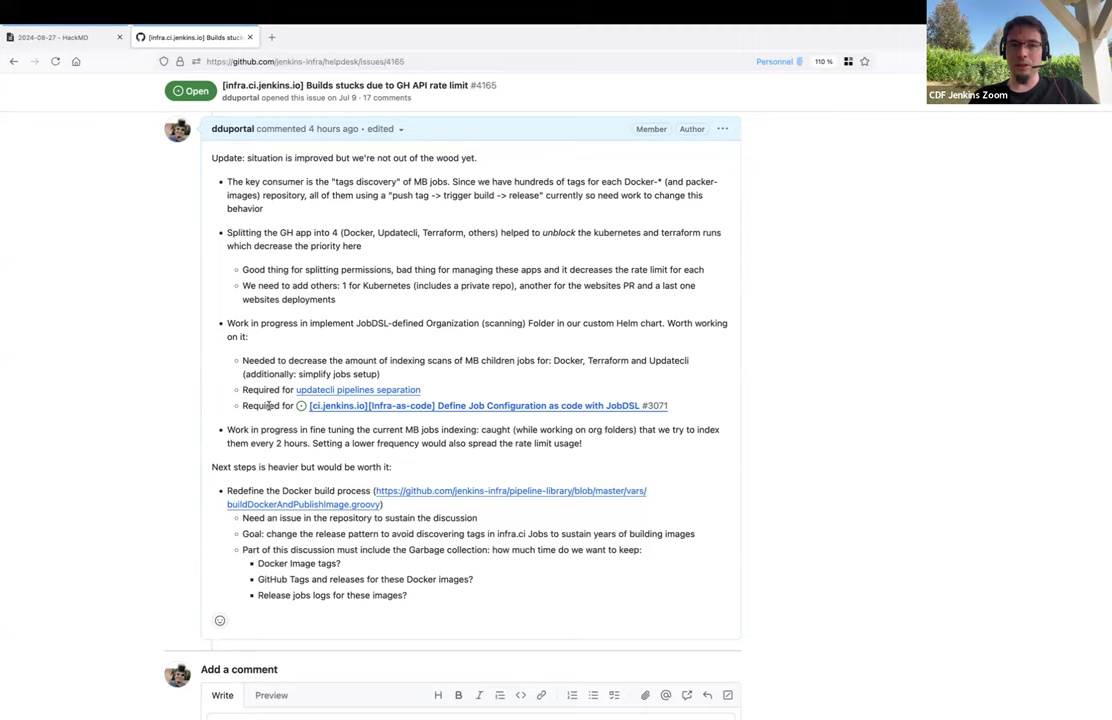 2024-08-27 - HackMD
[infra.ci.jenkins.io] Builds stuck
https://github.com/jenkins-infra/helpdesk/issues/4165
Personnel
110 %
CDF Jenkins Zoom
Open
[infra.ci.jenkins.io] Builds stucks due to GH API rate limit #4165
dduportal opened this issue on Jul 9 · 17 comments
dduportal commented 4 hours ago • edited
Member
Author
Update: situation is improved but we're not out of the wood yet.
• The key consumer is the "tags discovery" of MB jobs. Since we have hundreds of tags for each Docker-* (and packer-
images) repository, all of them using a "push tag -> trigger build -> release" currently so need work to change this
behavior
• Splitting the GH app into 4 (Docker, Updatecli, Terraform, others) helped to unblock the kubernetes and terraform runs
which decrease the priority here
Good thing for splitting permissions, bad thing for managing these apps and it decreases the rate limit for each
We need to add others: 1 for Kubernetes (includes a private repo), another for the websites PR and a last one
websites deployments
• Work in progress in implement JobDSL-defined Organization (scanning) Folder in our custom Helm chart. Worth working
on it:
Needed to decrease the amount of indexing scans of MB children jobs for: Docker, Terraform and Updatecli
(additionally: simplify jobs setup)
Required for updatecli pipelines separation
Required for [ci.jenkins.io][Infra-as-code] Define Job Configuration as code with JobDSL #3071
• Work in progress in fine tuning the current MB jobs indexing: caught (while working on org folders) that we try to index
them every 2 hours. Setting a lower frequency would also spread the rate limit usage!
Next steps is heavier but would be worth it:
• Redefine the Docker build process (https://github.com/jenkins-infra/pipeline-library/blob/master/vars/
buildDockerAndPublishImage.groovy)
Need an issue in the repository to sustain the discussion
Goal: change the release pattern to avoid discovering tags in infra.ci Jobs to sustain years of building images
Part of this discussion must include the Garbage collection: how much time do we want to keep:
Docker Image tags?
GitHub Tags and releases for these Docker images?
Release jobs logs for these images?
Add a comment
Write
Preview